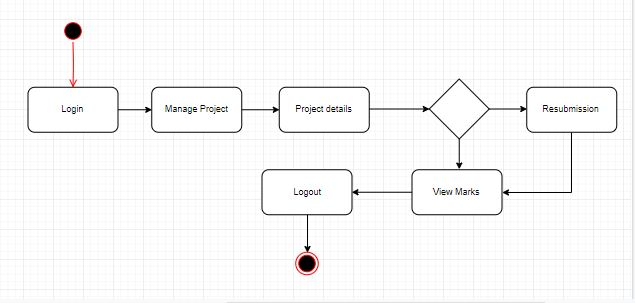 Login
Manage Project
Project details
Resubmission
Logout
View Marks